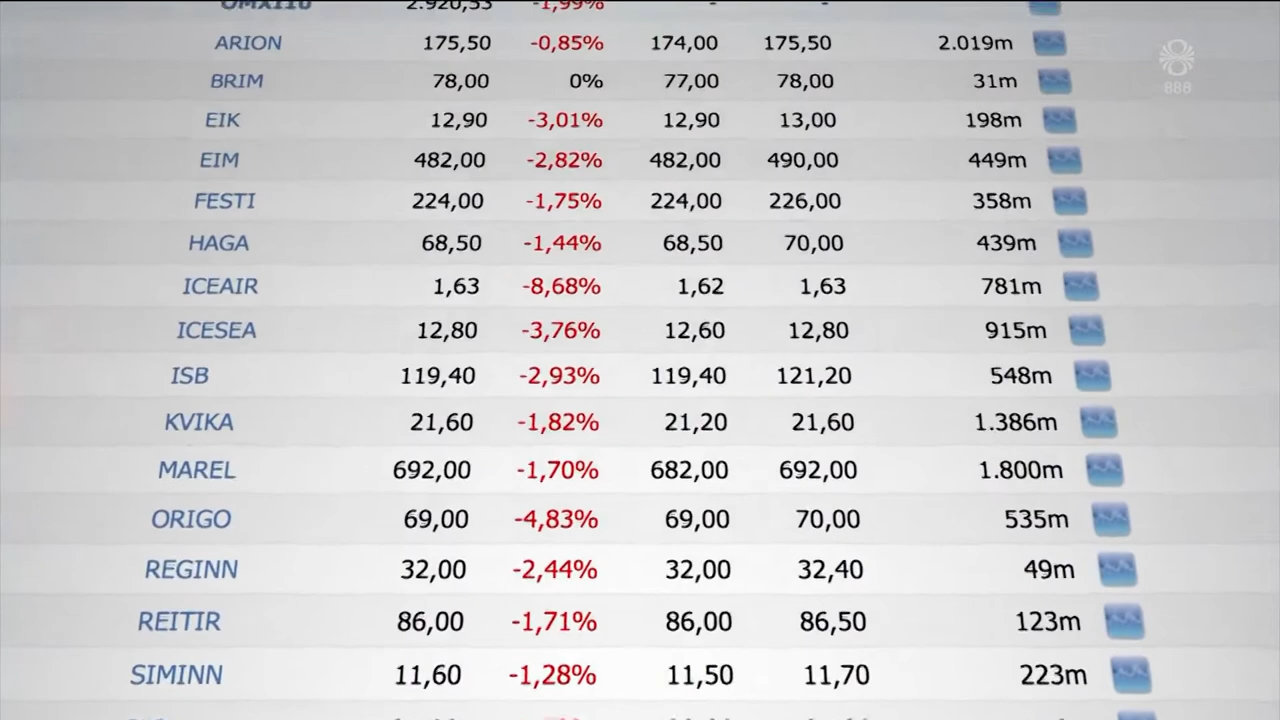 OMXI10 2.920,53 -1,99% - -
ARION 175,50 -0,85% 174,00 175,50 2.019m
BRIM 78,00 0% 77,00 78,00 31m
EIK 12,90 -3,01% 12,90 13,00 198m
EIM 482,00 -2,82% 482,00 490,00 449m
FESTI 224,00 -1,75% 224,00 226,00 358m
HAGA 68,50 -1,44% 68,50 70,00 439m
ICEAIR 1,63 -8,68% 1,62 1,63 781m
ICESEA 12,80 -3,76% 12,60 12,80 915m
ISB 119,40 -2,93% 119,40 121,20 548m
KVIKA 21,60 -1,82% 21,20 21,60 1.386m
MAREL 692,00 -1,70% 682,00 692,00 1.800m
ORIGO 69,00 -4,83% 69,00 70,00 535m
REGINN 32,00 -2,44% 32,00 32,40 49m
REITIR 86,00 -1,71% 86,00 86,50 123m
SIMINN 11,60 -1,28% 11,50 11,70 223m
888